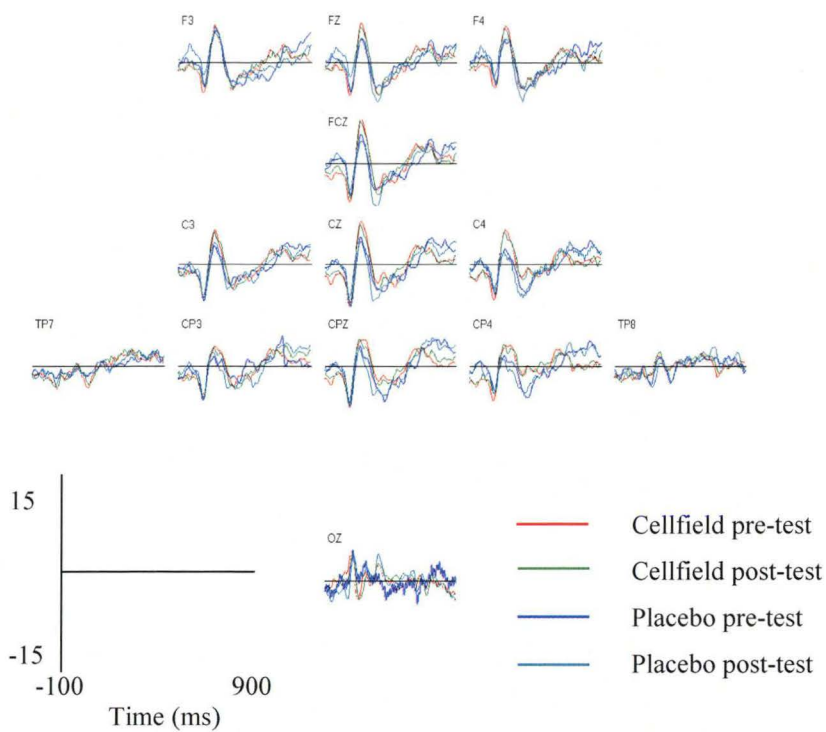 F3 FZ F4
FCZ
C3 CZ C4
TP7 CP3 CPZ CP4 TP8
15
-15
-100 900
Time (ms)
OZ
Cellfield pre-test
Cellfield post-test
Placebo pre-test
Placebo post-test